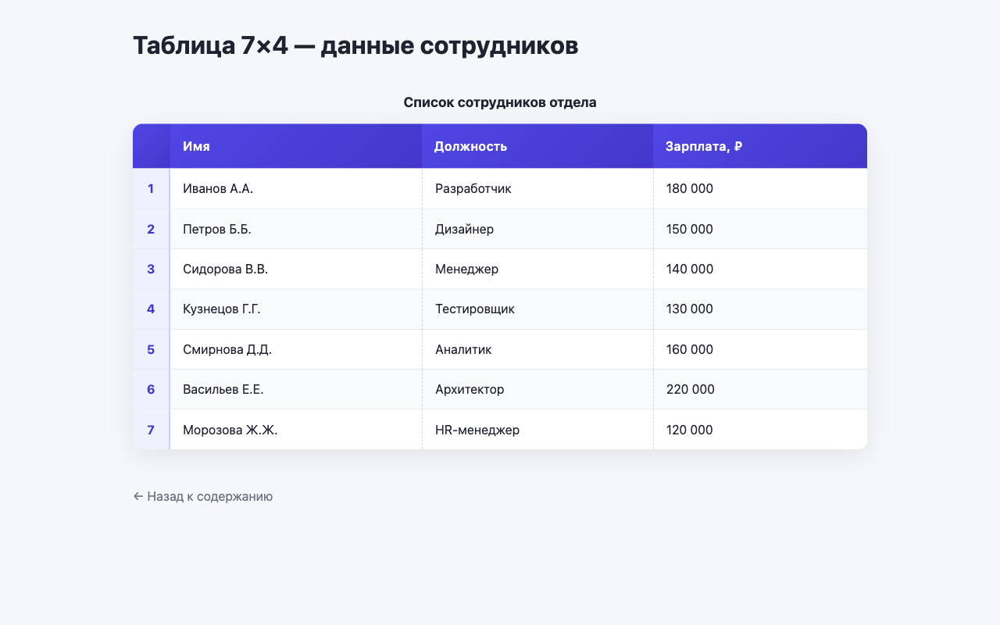 Таблица 7×4 — данные сотрудников
Список сотрудников отдела
Имя Должность Зарплата, ₽
1 Иванов А.А. Разработчик 180 000
2 Петров Б.Б. Дизайнер 150 000
3 Сидорова В.В. Менеджер 140 000
4 Кузнецов Г.Г. Тестировщик 130 000
5 Смирнова Д.Д. Аналитик 160 000
6 Васильев Е.Е. Архитектор 220 000
7 Морозова Ж.Ж. HR-менеджер 120 000
← Назад к содержанию